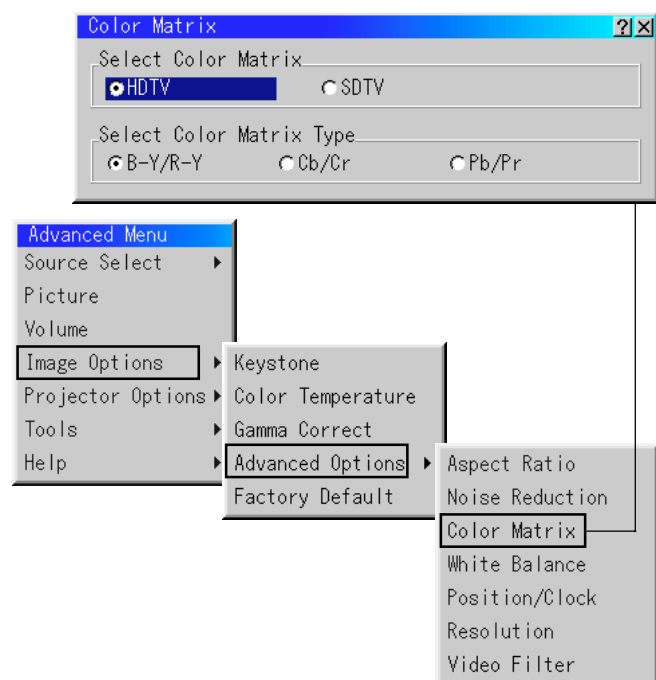 Color Matrix ? ×
Select Color Matrix
HDTV SDTV
Select Color Matrix Type
B-Y/R-Y Cb/Cr Pb/Pr
Advanced Menu
Source Select
Picture
Volume
Image Options
Projector Options
Tools
Help
Keystone
Color Temperature
Gamma Correct
Advanced Options
Factory Default
Aspect Ratio
Noise Reduction
Color Matrix
White Balance
Position/Clock
Resolution
Video Filter